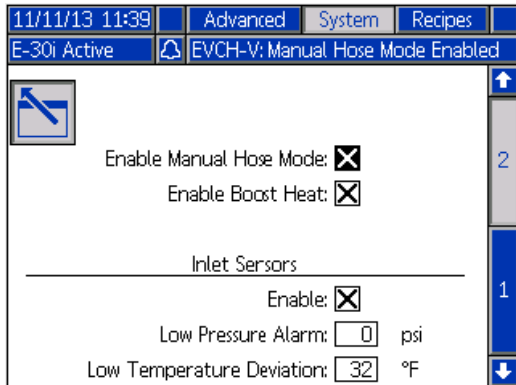 11/11/13 11:39 Advanced System Recipes
E-30i Active EVCH-V: Manual Hose Mode Enabled
Enable Manual Hose Mode:
2
Enable Boost Heat:
Inlet Sersors
1
Enable:
Low Pressure Alarm: 0 psi
Low Temperature Deviation: 32 °F